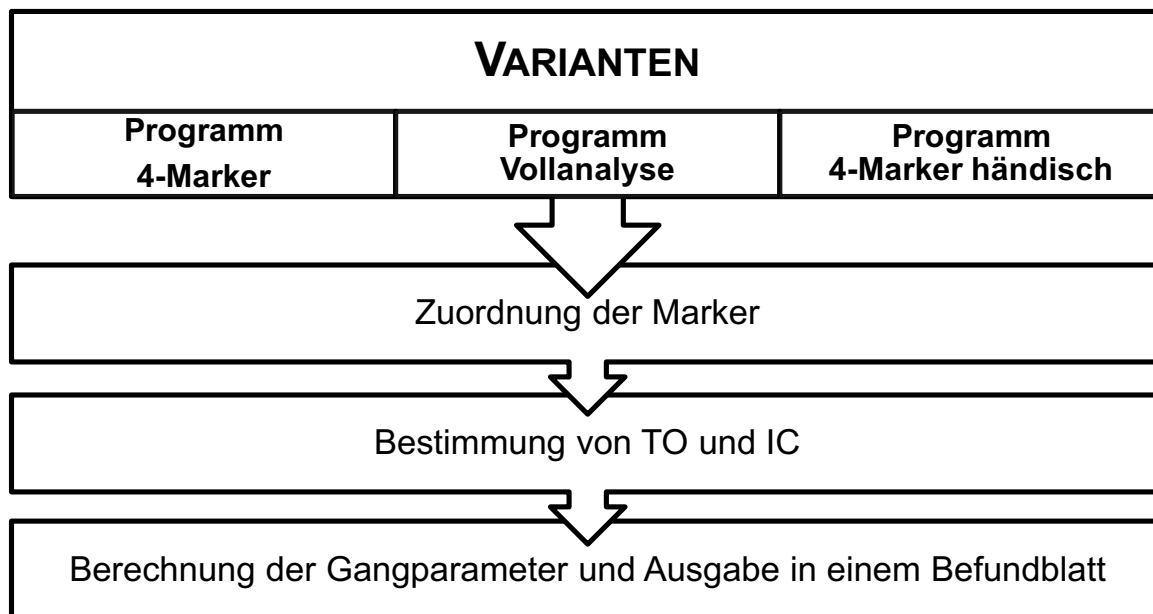 VARIANTEN
Programm
4-Marker
Programm
Vollanalyse
Programm
4-Marker händisch
Zuordnung der Marker
Bestimmung von TO und IC
Berechnung der Gangparameter und Ausgabe in einem Befundblatt